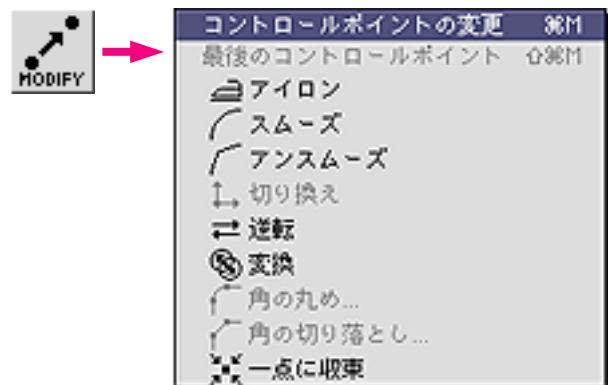 MODIFY
コントロールポイントの変更 ⌘M
最後のコントロールポイント ⇧⌘M
アイロン
スムーズ
アンスムーズ
切り換え
逆転
変換
角の丸め...
角の切り落とし...
一点に収束